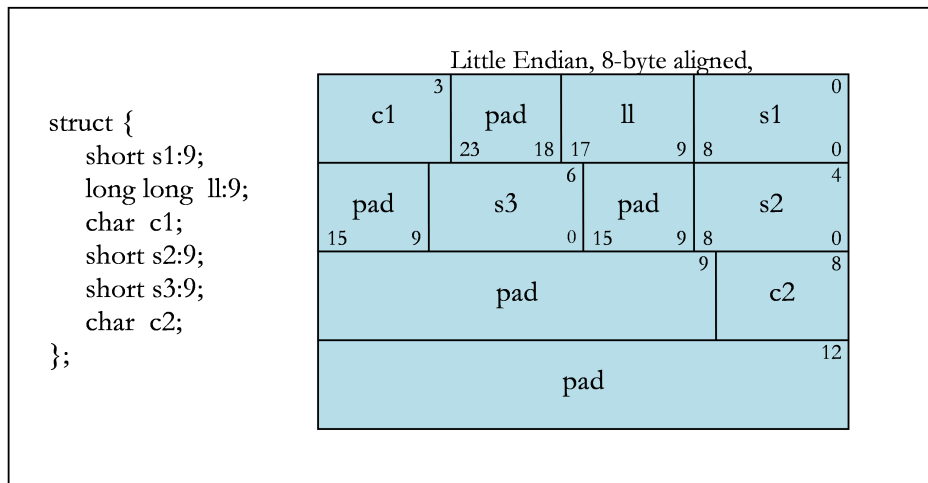 Little Endian, 8-byte aligned,
struct {
short s1:9;
long long ll:9;
char c1;
short s2:9;
short s3:9;
char c2;
};
3 0
c1 pad ll s1
23 18 17 9 8 0
6 4
pad s3 pad s2
15 9 0 15 9 8 0
9 8
pad c2
12
pad